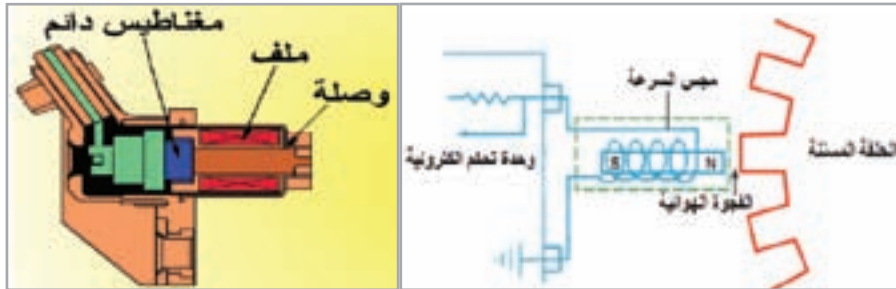 مغناطيس دائم
ملف
وصلة
مجس السرعة
الحلقة المسننة
وحدة تحكم الكترونية
S
N
الفجوة الهوائية